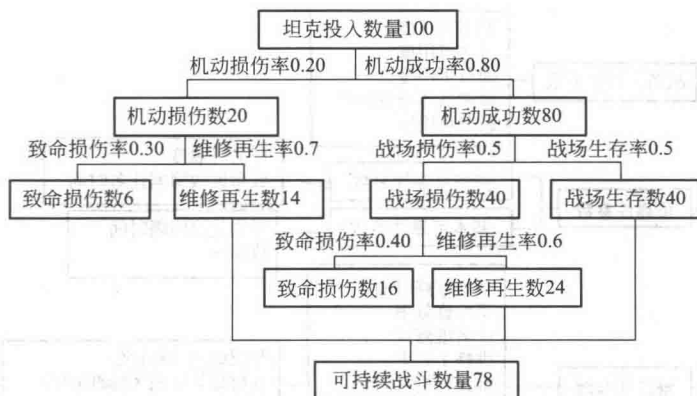 坦克投入数量100
机动损伤率0.20 机动成功率0.80
机动损伤数20 机动成功数80
致命损伤率0.30 维修再生率0.7 战场损伤率0.5 战场生存率0.5
致命损伤数6 维修再生数14 战场损伤数40 战场生存数40
致命损伤率0.40 维修再生率0.6
致命损伤数16 维修再生数24
可持续战斗数量78